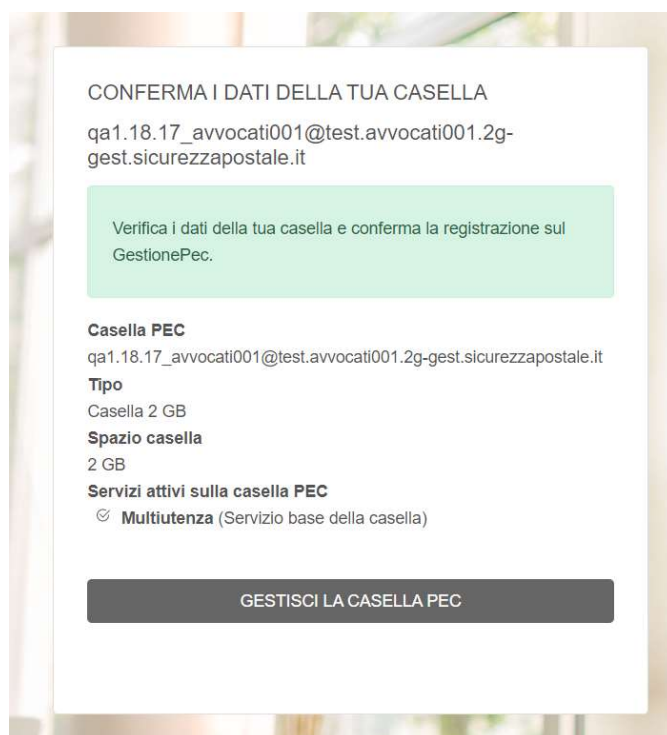 CONFERMA I DATI DELLA TUA CASELLA
qa1.18.17_avvocati001@test.avvocati001.2g-
gest.sicurezzapostale.it
Verifica i dati della tua casella e conferma la registrazione sul
GestionePec.
Casella PEC
qa1.18.17_avvocati001@test.avvocati001.2g-gest.sicurezzapostale.it
Tipo
Casella 2 GB
Spazio casella
2 GB
Servizi attivi sulla casella PEC
Multiutenza (Servizio base della casella)
GESTISCI LA CASELLA PEC